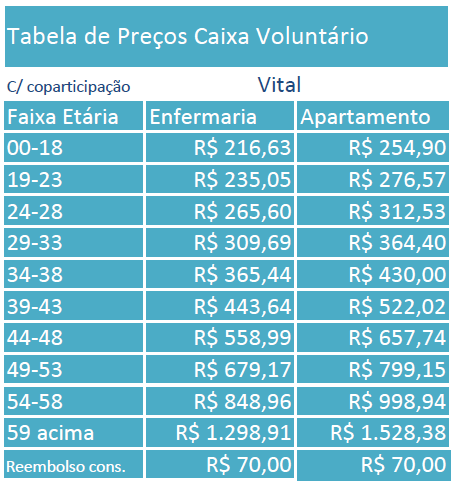 Tabela de Preços Caixa Voluntário
C/ coparticipação Vital
Faixa Etária Enfermaria Apartamento
00-18 R$ 216,63 R$ 254,90
19-23 R$ 235,05 R$ 276,57
24-28 R$ 265,60 R$ 312,53
29-33 R$ 309,69 R$ 364,40
34-38 R$ 365,44 R$ 430,00
39-43 R$ 443,64 R$ 522,02
44-48 R$ 558,99 R$ 657,74
49-53 R$ 679,17 R$ 799,15
54-58 R$ 848,96 R$ 998,94
59 acima R$ 1.298,91 R$ 1.528,38
Reembolso cons. R$ 70,00 R$ 70,00